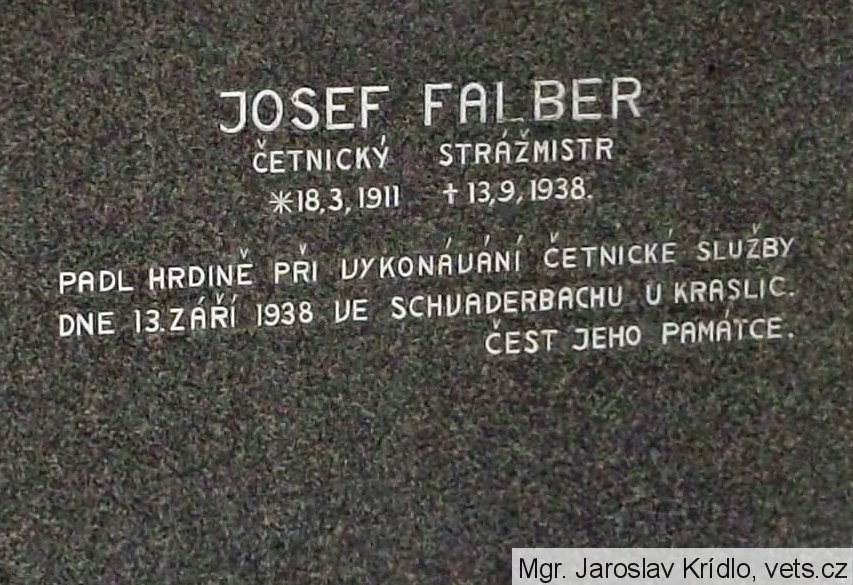 JOSEF FALBER
ČETNICKÝ STRÁŽMISTR
*18,3,1911 †13,9,1938.
PADL HRDINĚ PŘI VYKONÁVÁNÍ ČETNICKÉ SLUŽBY
DNE 13.ZÁŘÍ 1938 VE SCHVADERBACHU U KRASLIC.
ČEST JEHO PAMÁTCE.
Mgr. Jaroslav Krídlo, vets.cz